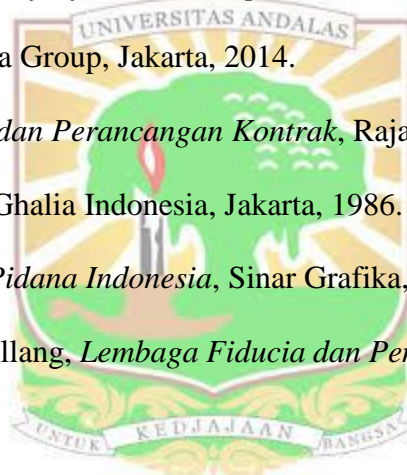 UNIVERSITAS ANDALAS
a Group, Jakarta, 2014.
dan Perancangan Kontrak, Raja
Ghalia Indonesia, Jakarta, 1986.
Pidana Indonesia, Sinar Grafika,
llang, Lembaga Fiducia dan Per
UNTUK KEDJAJAAN BANGSA